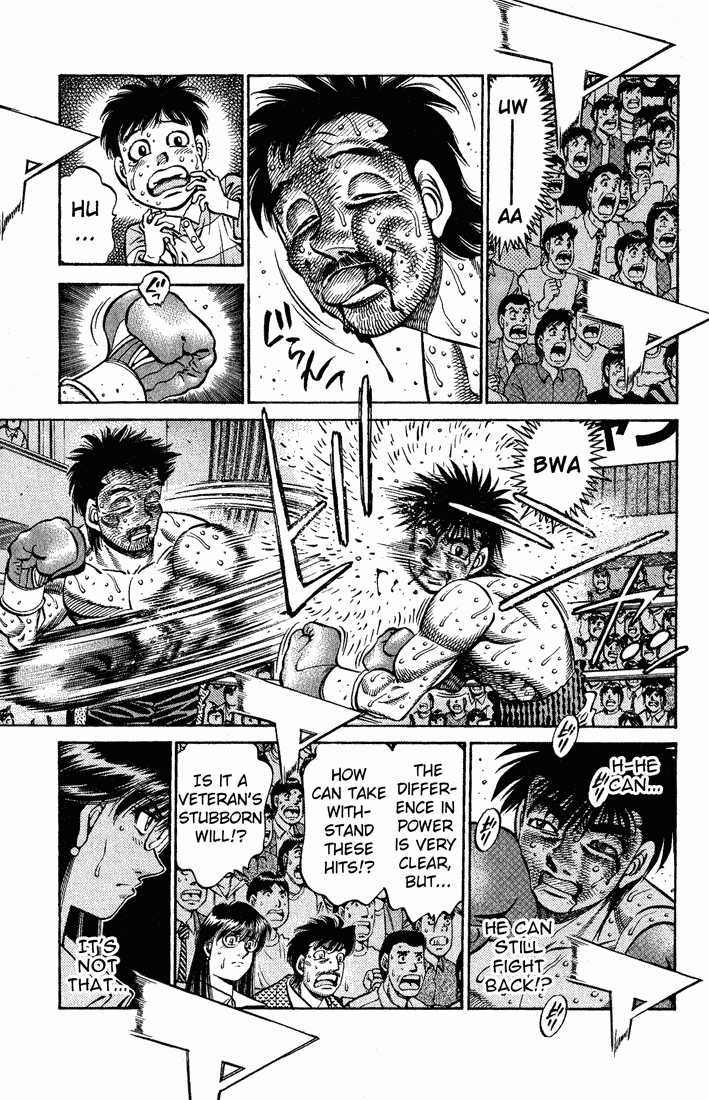 UW
AA
HU
...
BWA
H-HE
CAN...
HE CAN
STILL
FIGHT
BACK!?
THE
DIFFER-
ENCE IN
POWER
IS VERY
CLEAR,
BUT...
HOW
CAN TAKE
WITH-
STAND
THESE
HITS!?
IS IT A
VETERAN'S
STUBBORN
WILL!?
IT'S
NOT
THAT...